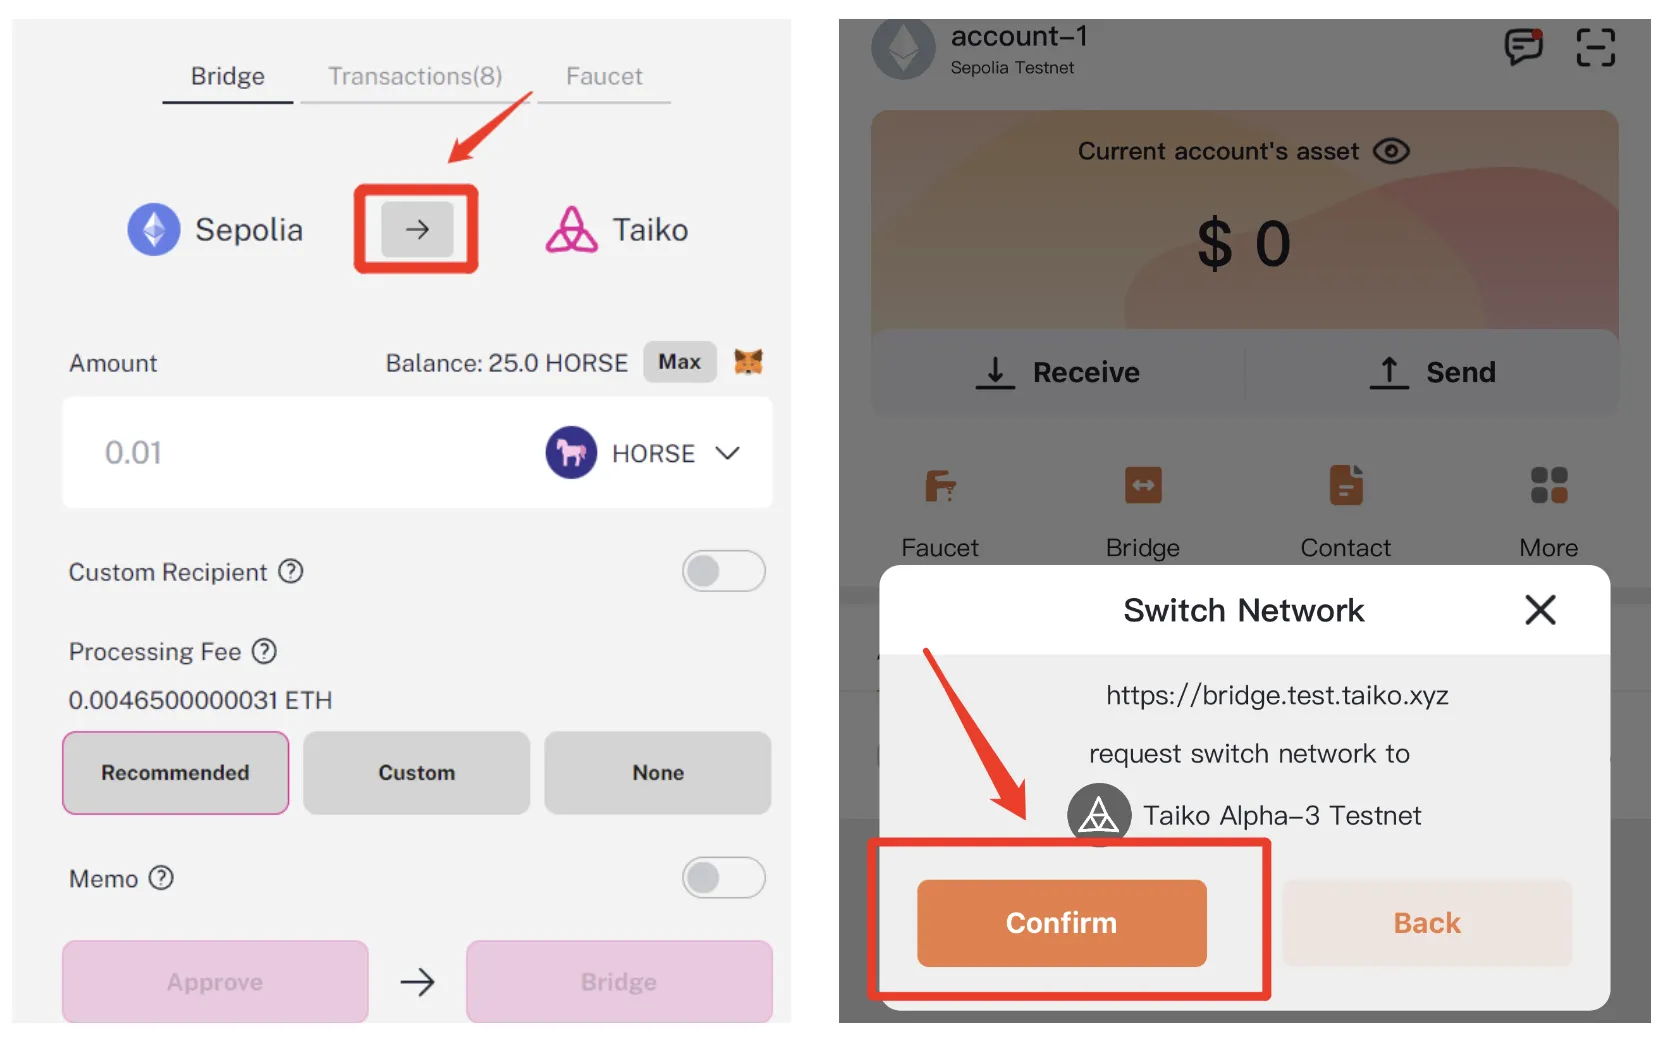 Bridge
Transactions(8)
Faucet
Sepolia
Taiko
Amount
Balance: 25.0 HORSE
Max
0.01
HORSE
Custom Recipient
Processing Fee
0.0046500000031 ETH
Recommended
Custom
None
Memo
Approve
Bridge
account-1
Sepolia Testnet
Current account's asset
$ 0
Receive
Send
Faucet
Bridge
Contact
More
Switch Network
https://bridge.test.taiko.xyz
request switch network to
Taiko Alpha-3 Testnet
Confirm
Back